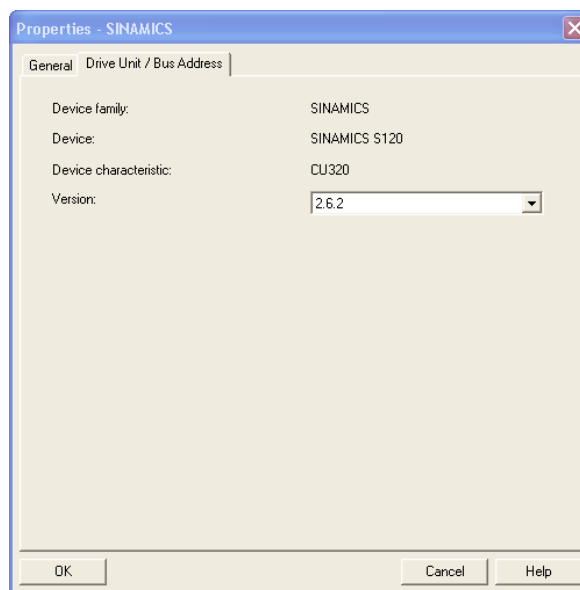 Properties - SINAMICS
General Drive Unit / Bus Address
Device family: SINAMICS
Device: SINAMICS S120
Device characteristic: CU320
Version: 2.6.2
OK Cancel Help